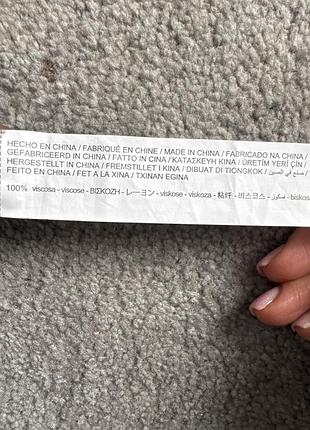 HECHO EN CHINA / FABRIQUÉ EN CHINE / MADE IN CHINA / FABRICADO NA CHINA /
GEFABRICEERD IN CHINA / FATTO IN CINA / ΚΑΤΑΣΚΕΥΗ ΚΙΝΑ / ÜRETİM YERİ ÇİN /
HERGESTELLT IN CHINA / FREMSTILLET I KINA / DIBUAT DI TIONGKOK / صنع في الصين /
FEITO EN CHINA / FET A LA XINA / TXINAN EGINA
100% viscosa - viscose - ΒΙΣΚΟΖΗ - レーヨン - viskose - viskoza - 粘纤 - 비스코스 - فسكوز - biskos